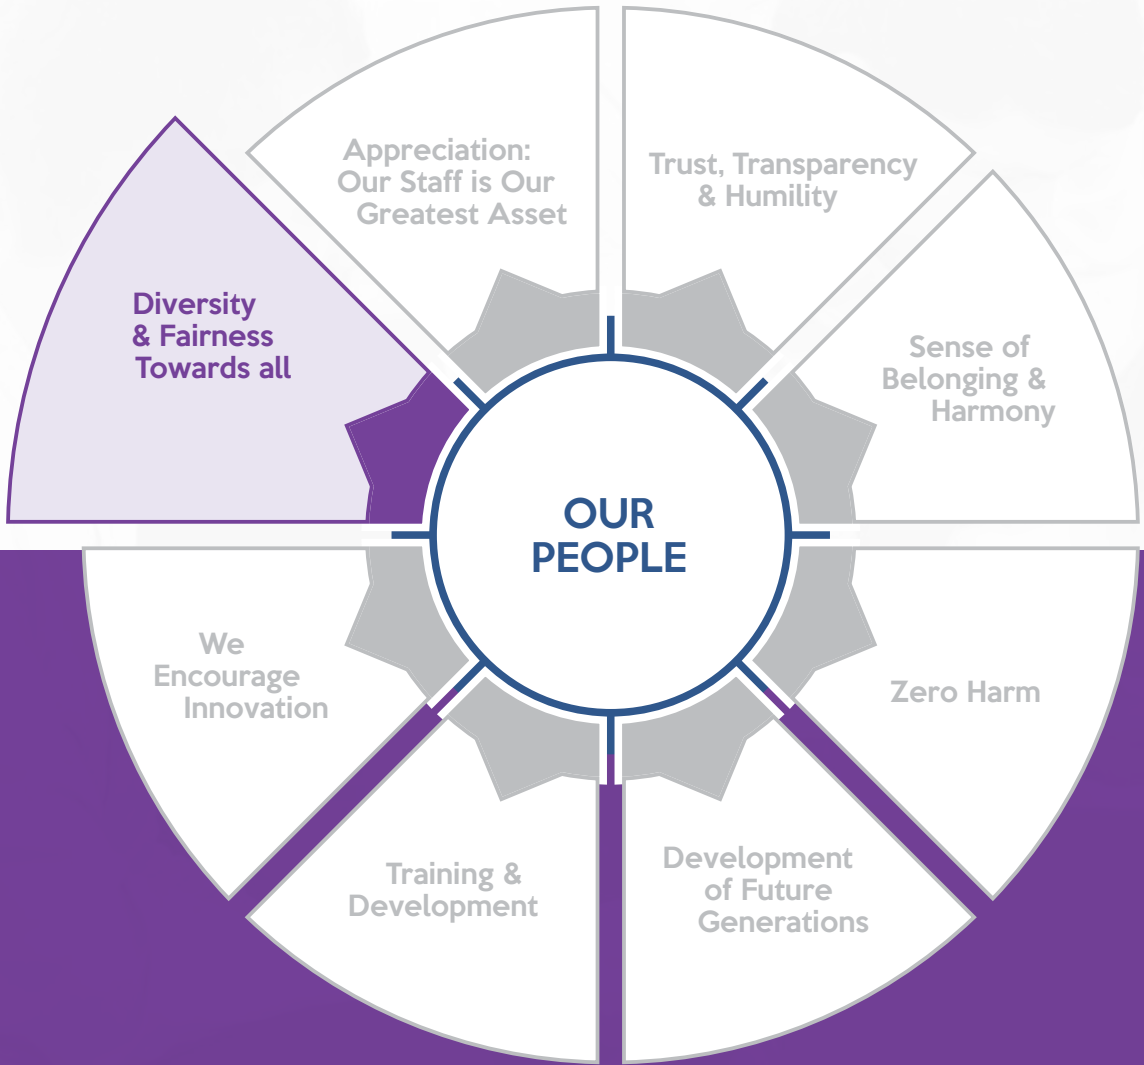 Appreciation:
Our Staff is Our
Greatest Asset
Trust, Transparency
& Humility
Diversity
& Fairness
Towards all
Sense of
Belonging &
Harmony
OUR
PEOPLE
We
Encourage
Innovation
Zero Harm
Training &
Development
Development
of Future
Generations